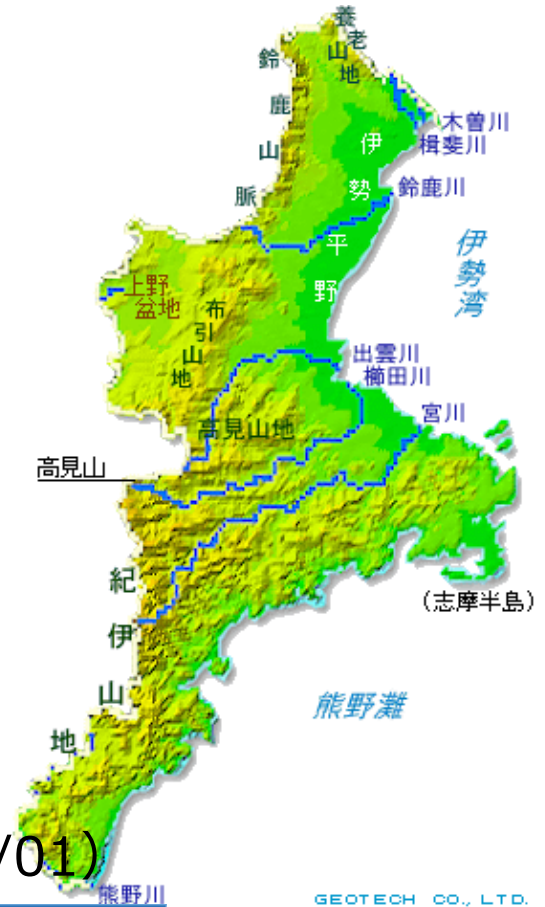 養老山地
鈴鹿山脈
木曽川
揖斐川
伊勢平野
鈴鹿川
伊勢湾
上野
盆地
布引山地
出雲川
櫛田川
宮川
高見山地
高見山
(志摩半島)
紀伊山地
熊野灘
/01)
熊野川
GEOTECH CO., LTD.